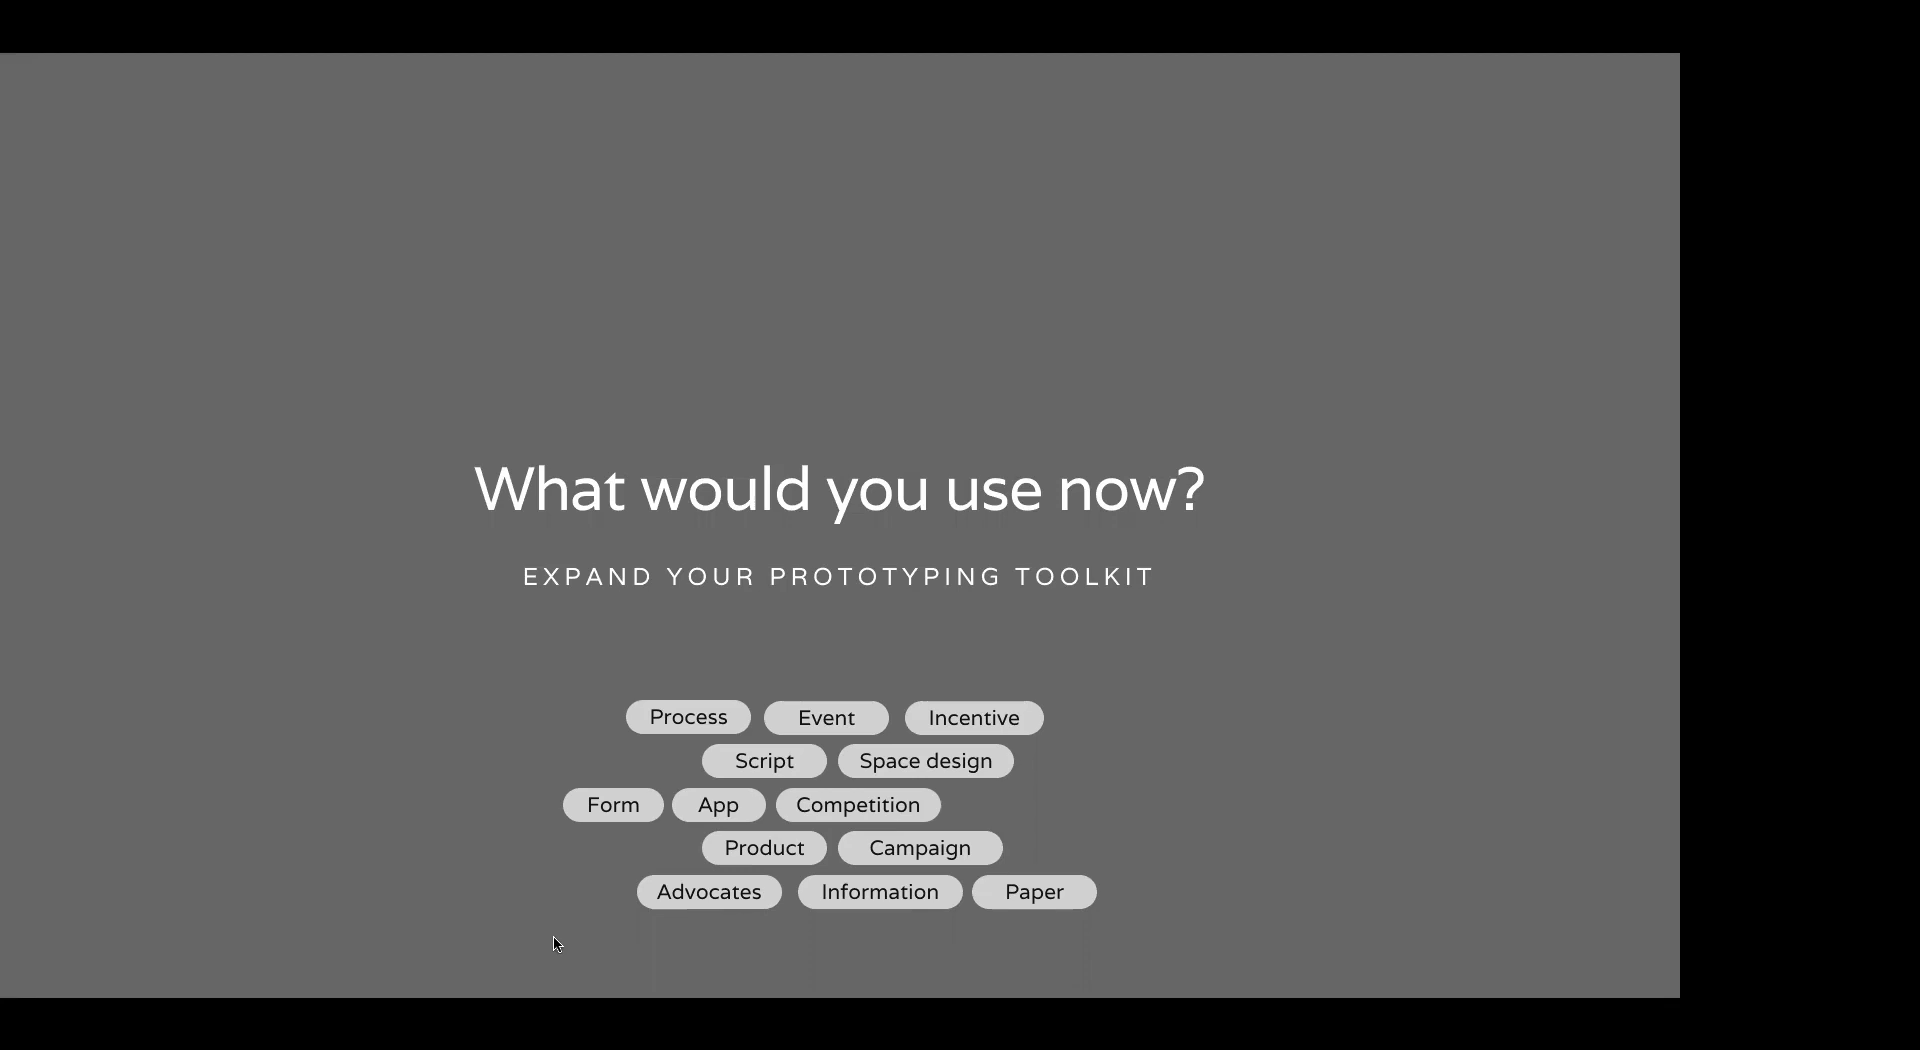 What would you use now?
EXPAND YOUR PROTOTYPING TOOLKIT
Process Event Incentive
Script Space design
Form App Competition
Product Campaign
Advocates Information Paper